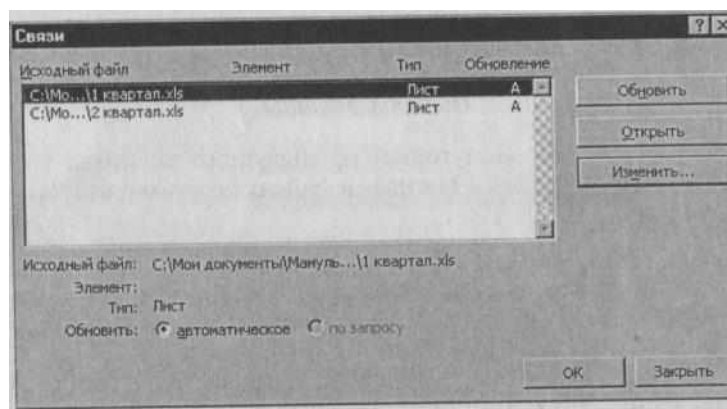 Связи
Исходный файл Элемент Тип Обновление
C:\Мо...\1 квартал.xls Лист А
C:\Мо...\2 квартал.xls Лист А
Обновить
Открыть
Изменить...
Исходный файл: C:\Мои документы\Мануль...\1 квартал.xls
Элемент:
Тип: Лист
Обновить: автоматическое по запросу
OK Закрыть